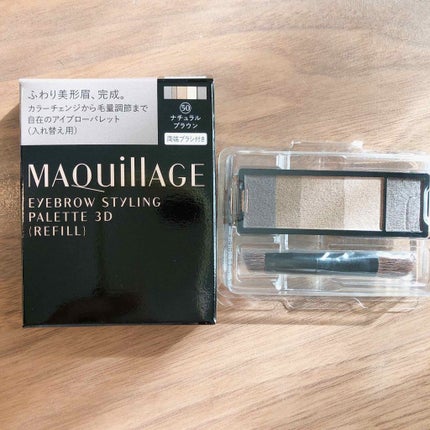 ふわり美形眉、完成。
カラーチェンジから毛量調節まで
自在のアイブローパレット
(入れ替え用)
50
ナチュラル
ブラウン
両端ブラシ付き
MAQuillAGE
EYEBROW STYLING
PALETTE 3D
(REFILL)